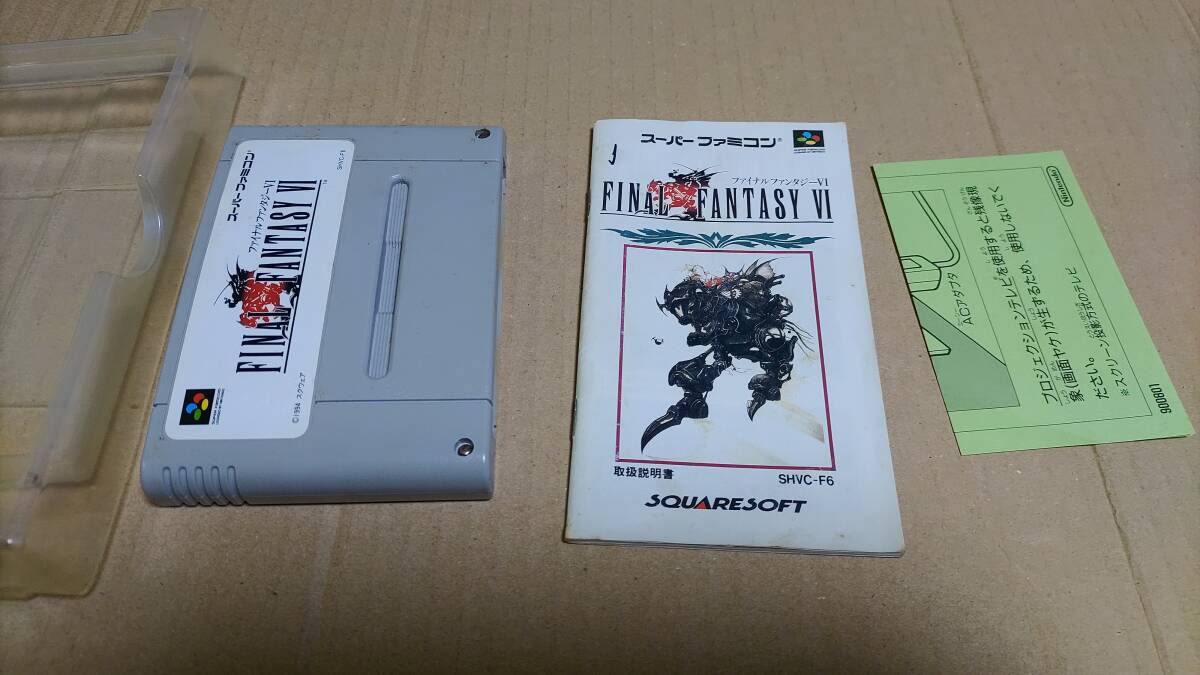 スーパーファミコン
SHVC-F6
ファイナルファンタジーVI
FINAL FANTASY VI
TM
©1994 スクウェア
スーパーファミコン®
ファイナルファンタジーVI
FINAL FANTASY VI
取扱説明書
SHVC-F6
SQUARESOFT
Nintendo
ACアダプタ
プロジェクションテレビを使用すると残像現
象(画面ヤケ)が生するため、使用しないでく
ださい。
※スクリーン投影方式のテレビ
900801